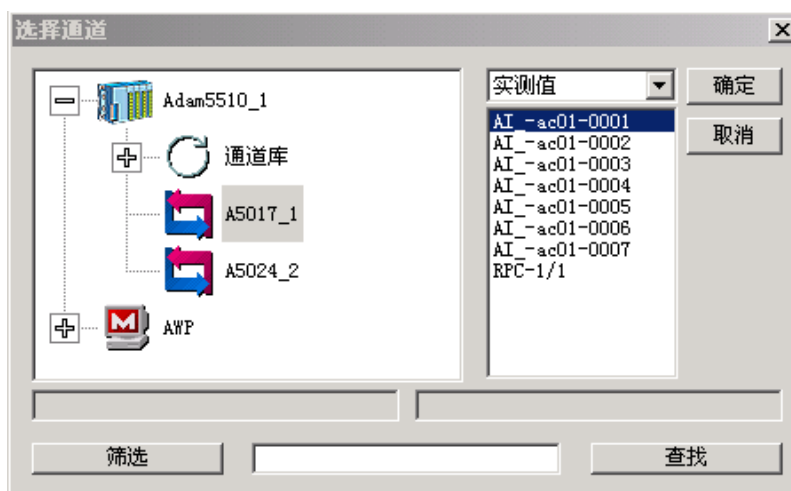 选择通道
Adam5510_1
通道库
A5017_1
A5024_2
AWP
实测值
AI_-ac01-0001
AI_-ac01-0002
AI_-ac01-0003
AI_-ac01-0004
AI_-ac01-0005
AI_-ac01-0006
AI_-ac01-0007
RPC-1/1
确定
取消
筛选
查找